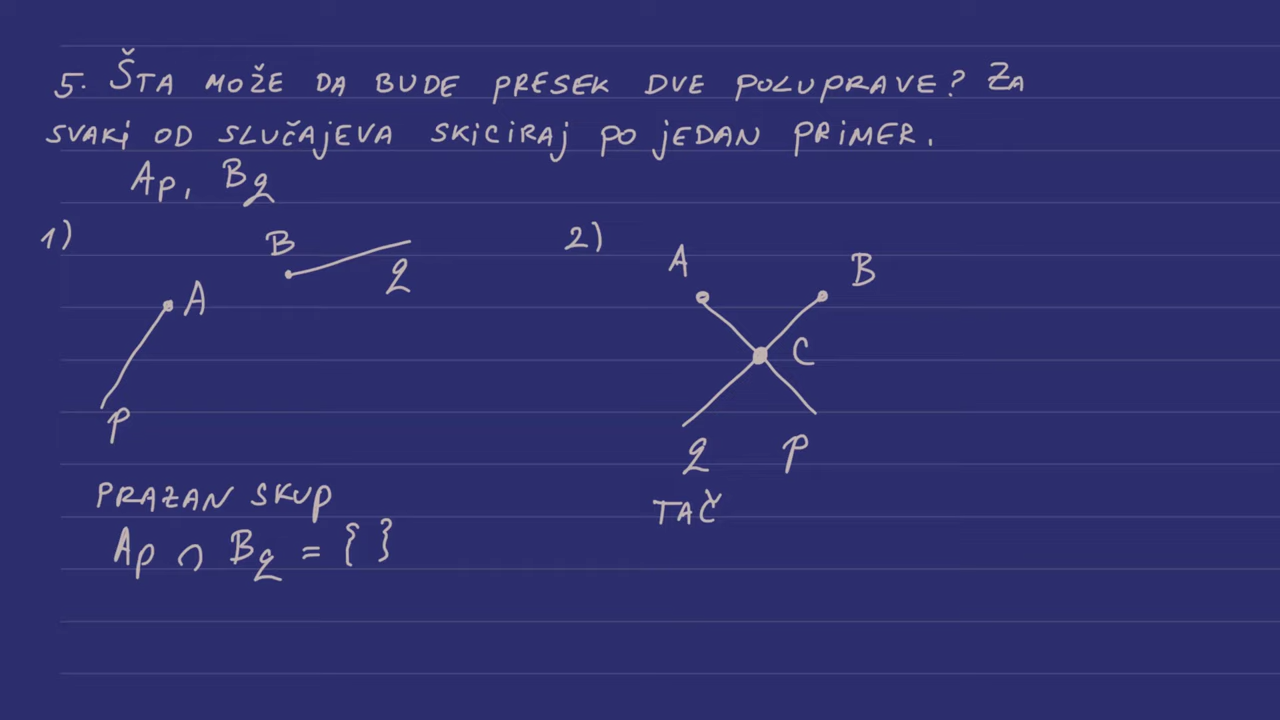 5. ŠTA MOŽE DA BUDE PRESEK DVE POLUPRAVE? ZA
SVAKI OD SLUČAJEVA SKICIRAJ PO JEDAN PRIMER.
Ap, Bq
1)
B
q
A
p
PRAZAN SKUP
Ap ∩ Bq = { }
2)
A
B
C
q p
TAČ